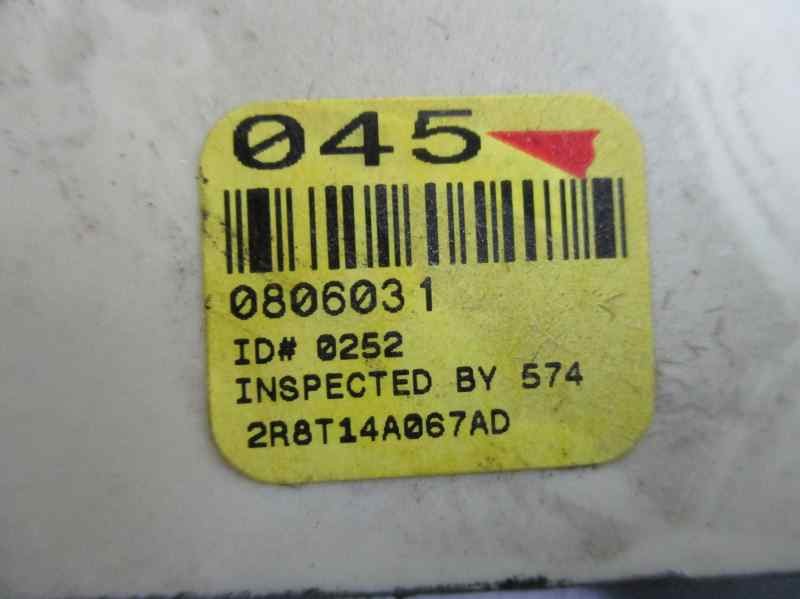 045
0806031
ID# 0252
INSPECTED BY 574
2R8T14A067AD